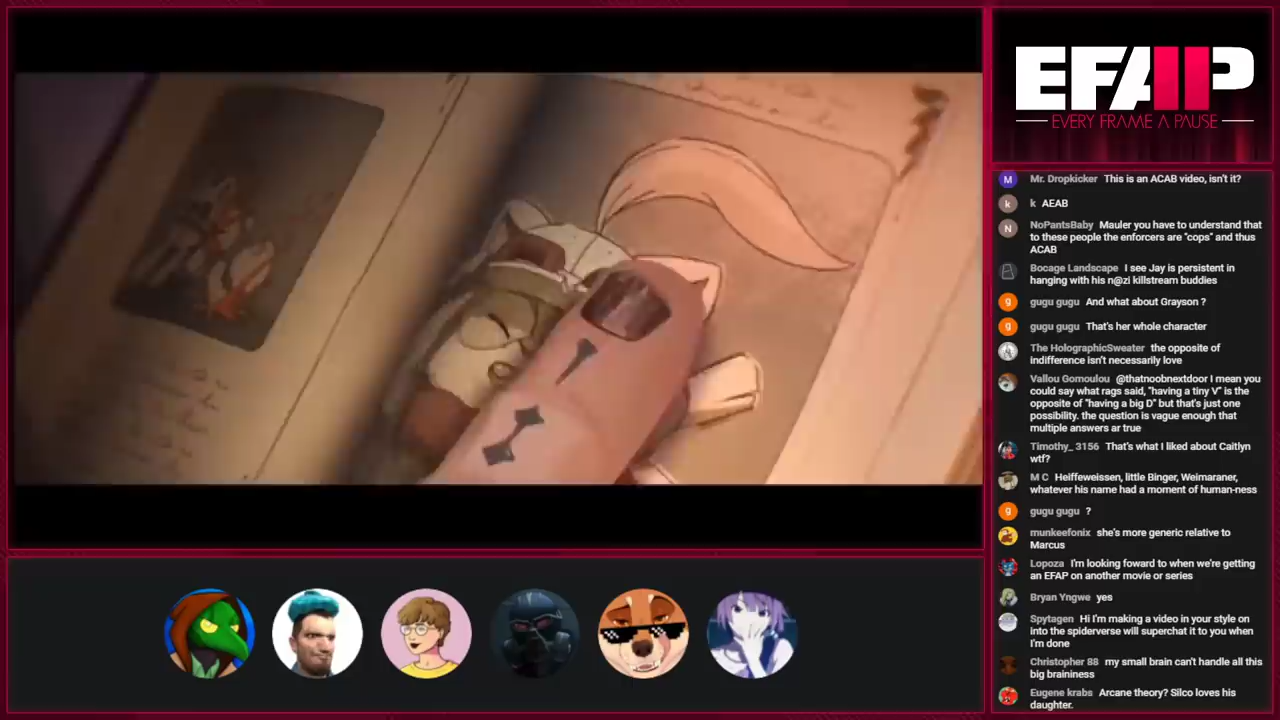 EFAP
EVERY FRAME A PAUSE
M
Mr. Dropkicker This is an ACAB video, isn't it?
k
k AEAB
N
NoPantsBaby Mauler you have to understand that
to these people the enforcers are "cops" and thus
ACAB
Bocage Landscape I see Jay is persistent in
hanging with his n@zi killstream buddies
g
gugu gugu And what about Grayson ?
g
gugu gugu That's her whole character
The HolographicSweater the opposite of
indifference isn't necessarily love
Vallou Gomoulou @thatnoobnextdoor I mean you
could say what rags said, "having a tiny V" is the
opposite of "having a big D" but that's just one
possibility. the question is vague enough that
multiple answers ar true
Timothy_ 3156 That's what I liked about Caitlyn
wtf?
M C Heiffeweissen, little Binger, Weimaraner,
whatever his name had a moment of human-ness
g
gugu gugu ?
munkeefonix she's more generic relative to
Marcus
Lopoza I'm looking foward to when we're getting
an EFAP on another movie or series
Bryan Yngwe yes
Spytagen Hi I'm making a video in your style on
into the spiderverse will superchat it to you when
I'm done
Christopher 88 my small brain can't handle all this
big braininess
Eugene krabs Arcane theory? Silco loves his
daughter.